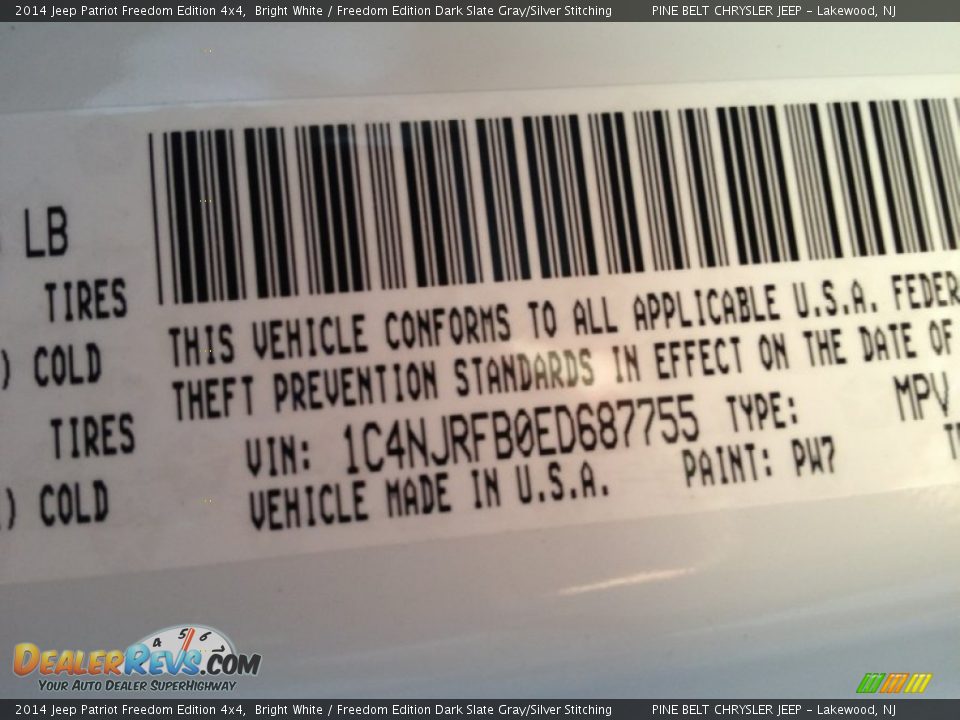 2014 Jeep Patriot Freedom Edition 4x4, Bright White / Freedom Edition Dark Slate Gray/Silver Stitching PINE BELT CHRYSLER JEEP - Lakewood, NJ
LB
TIRES
) COLD
TIRES
) COLD
THIS VEHICLE CONFORMS TO ALL APPLICABLE U.S.A. FEDER
THEFT PREVENTION STANDARDS IN EFFECT ON THE DATE OF
VIN: 1C4NJRFB0ED687755 TYPE: MPV
VEHICLE MADE IN U.S.A. PAINT: PW7
4 5 6
DEALERREVS.COM
YOUR AUTO DEALER SUPERHIGHWAY
2014 Jeep Patriot Freedom Edition 4x4, Bright White / Freedom Edition Dark Slate Gray/Silver Stitching PINE BELT CHRYSLER JEEP - Lakewood, NJ